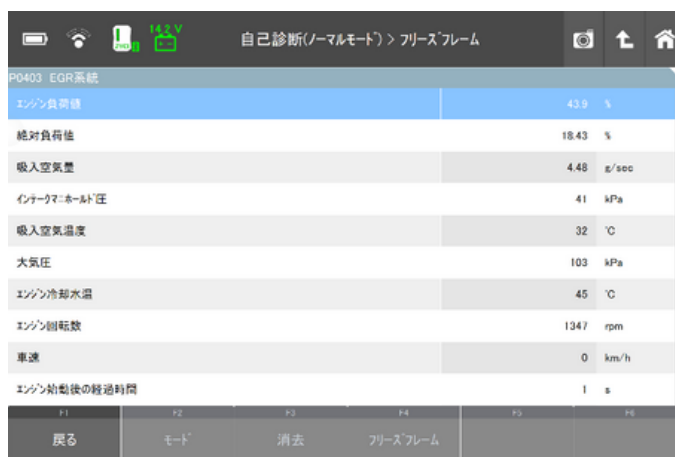 14.2 V
自己診断(ノーマルモード) > フリーズフレーム
P0403 EGR系統
エンジン負荷値 43.9 %
絶対負荷値 18.43 %
吸入空気量 4.48 g/sec
インテークマニホールド圧 41 kPa
吸入空気温度 32 ℃
大気圧 103 kPa
エンジン冷却水温 45 ℃
エンジン回転数 1347 rpm
車速 0 km/h
エンジン始動後の経過時間 1 s
F1 F2 F3 F4 F5 F6
戻る モード 消去 フリーズフレーム